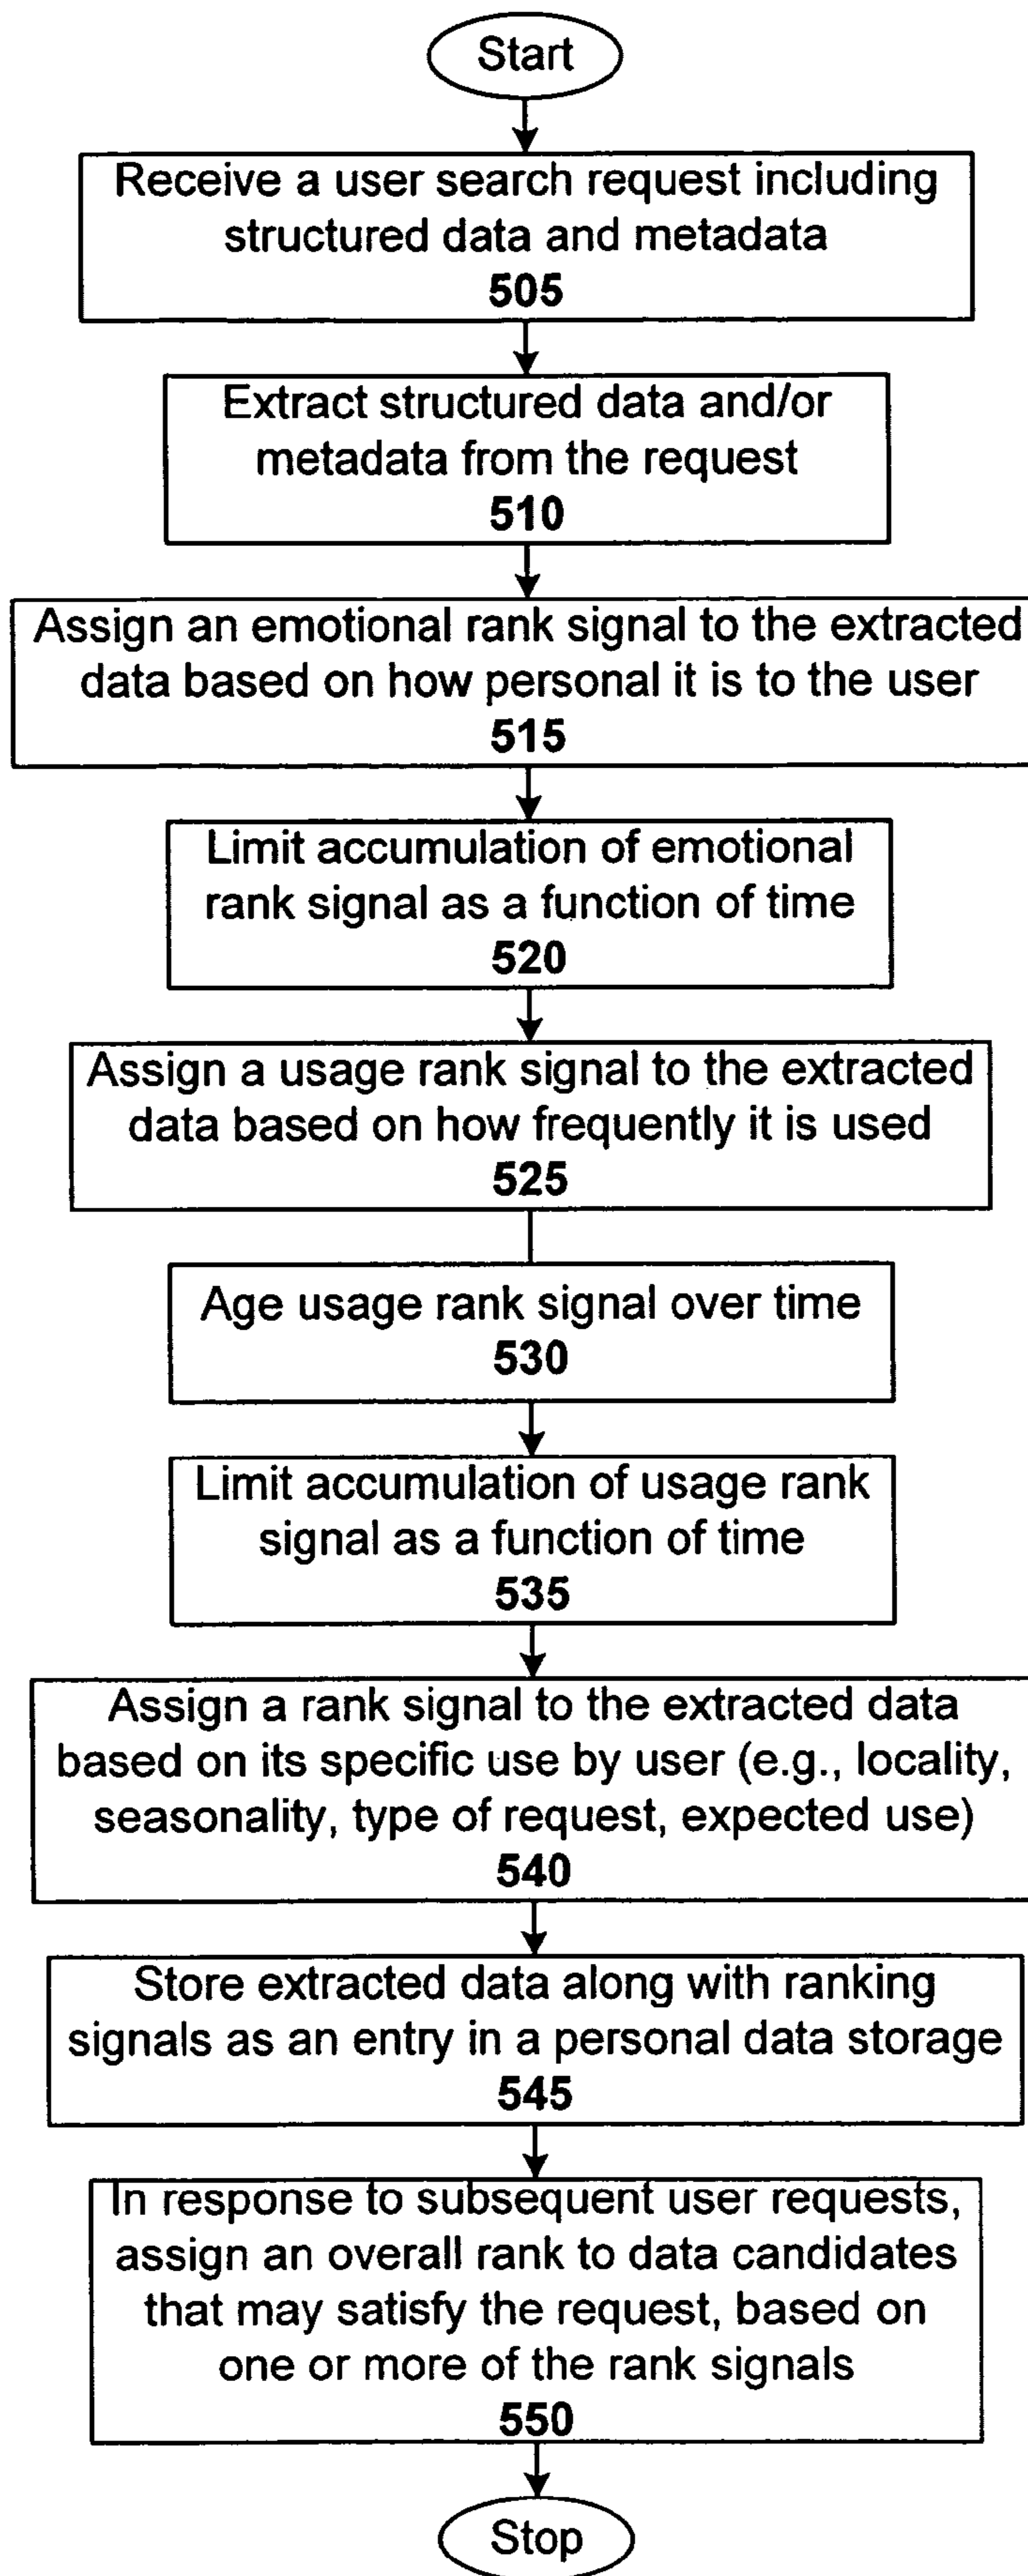 Start
Receive a user search request including
structured data and metadata
505
Extract structured data and/or
metadata from the request
510
Assign an emotional rank signal to the extracted
data based on how personal it is to the user
515
Limit accumulation of emotional
rank signal as a function of time
520
Assign a usage rank signal to the extracted
data based on how frequently it is used
525
Age usage rank signal over time
530
Limit accumulation of usage rank
signal as a function of time
535
Assign a rank signal to the extracted data
based on its specific use by user (e.g., locality,
seasonality, type of request, expected use)
540
Store extracted data along with ranking
signals as an entry in a personal data storage
545
In response to subsequent user requests,
assign an overall rank to data candidates
that may satisfy the request, based on
one or more of the rank signals
550
Stop